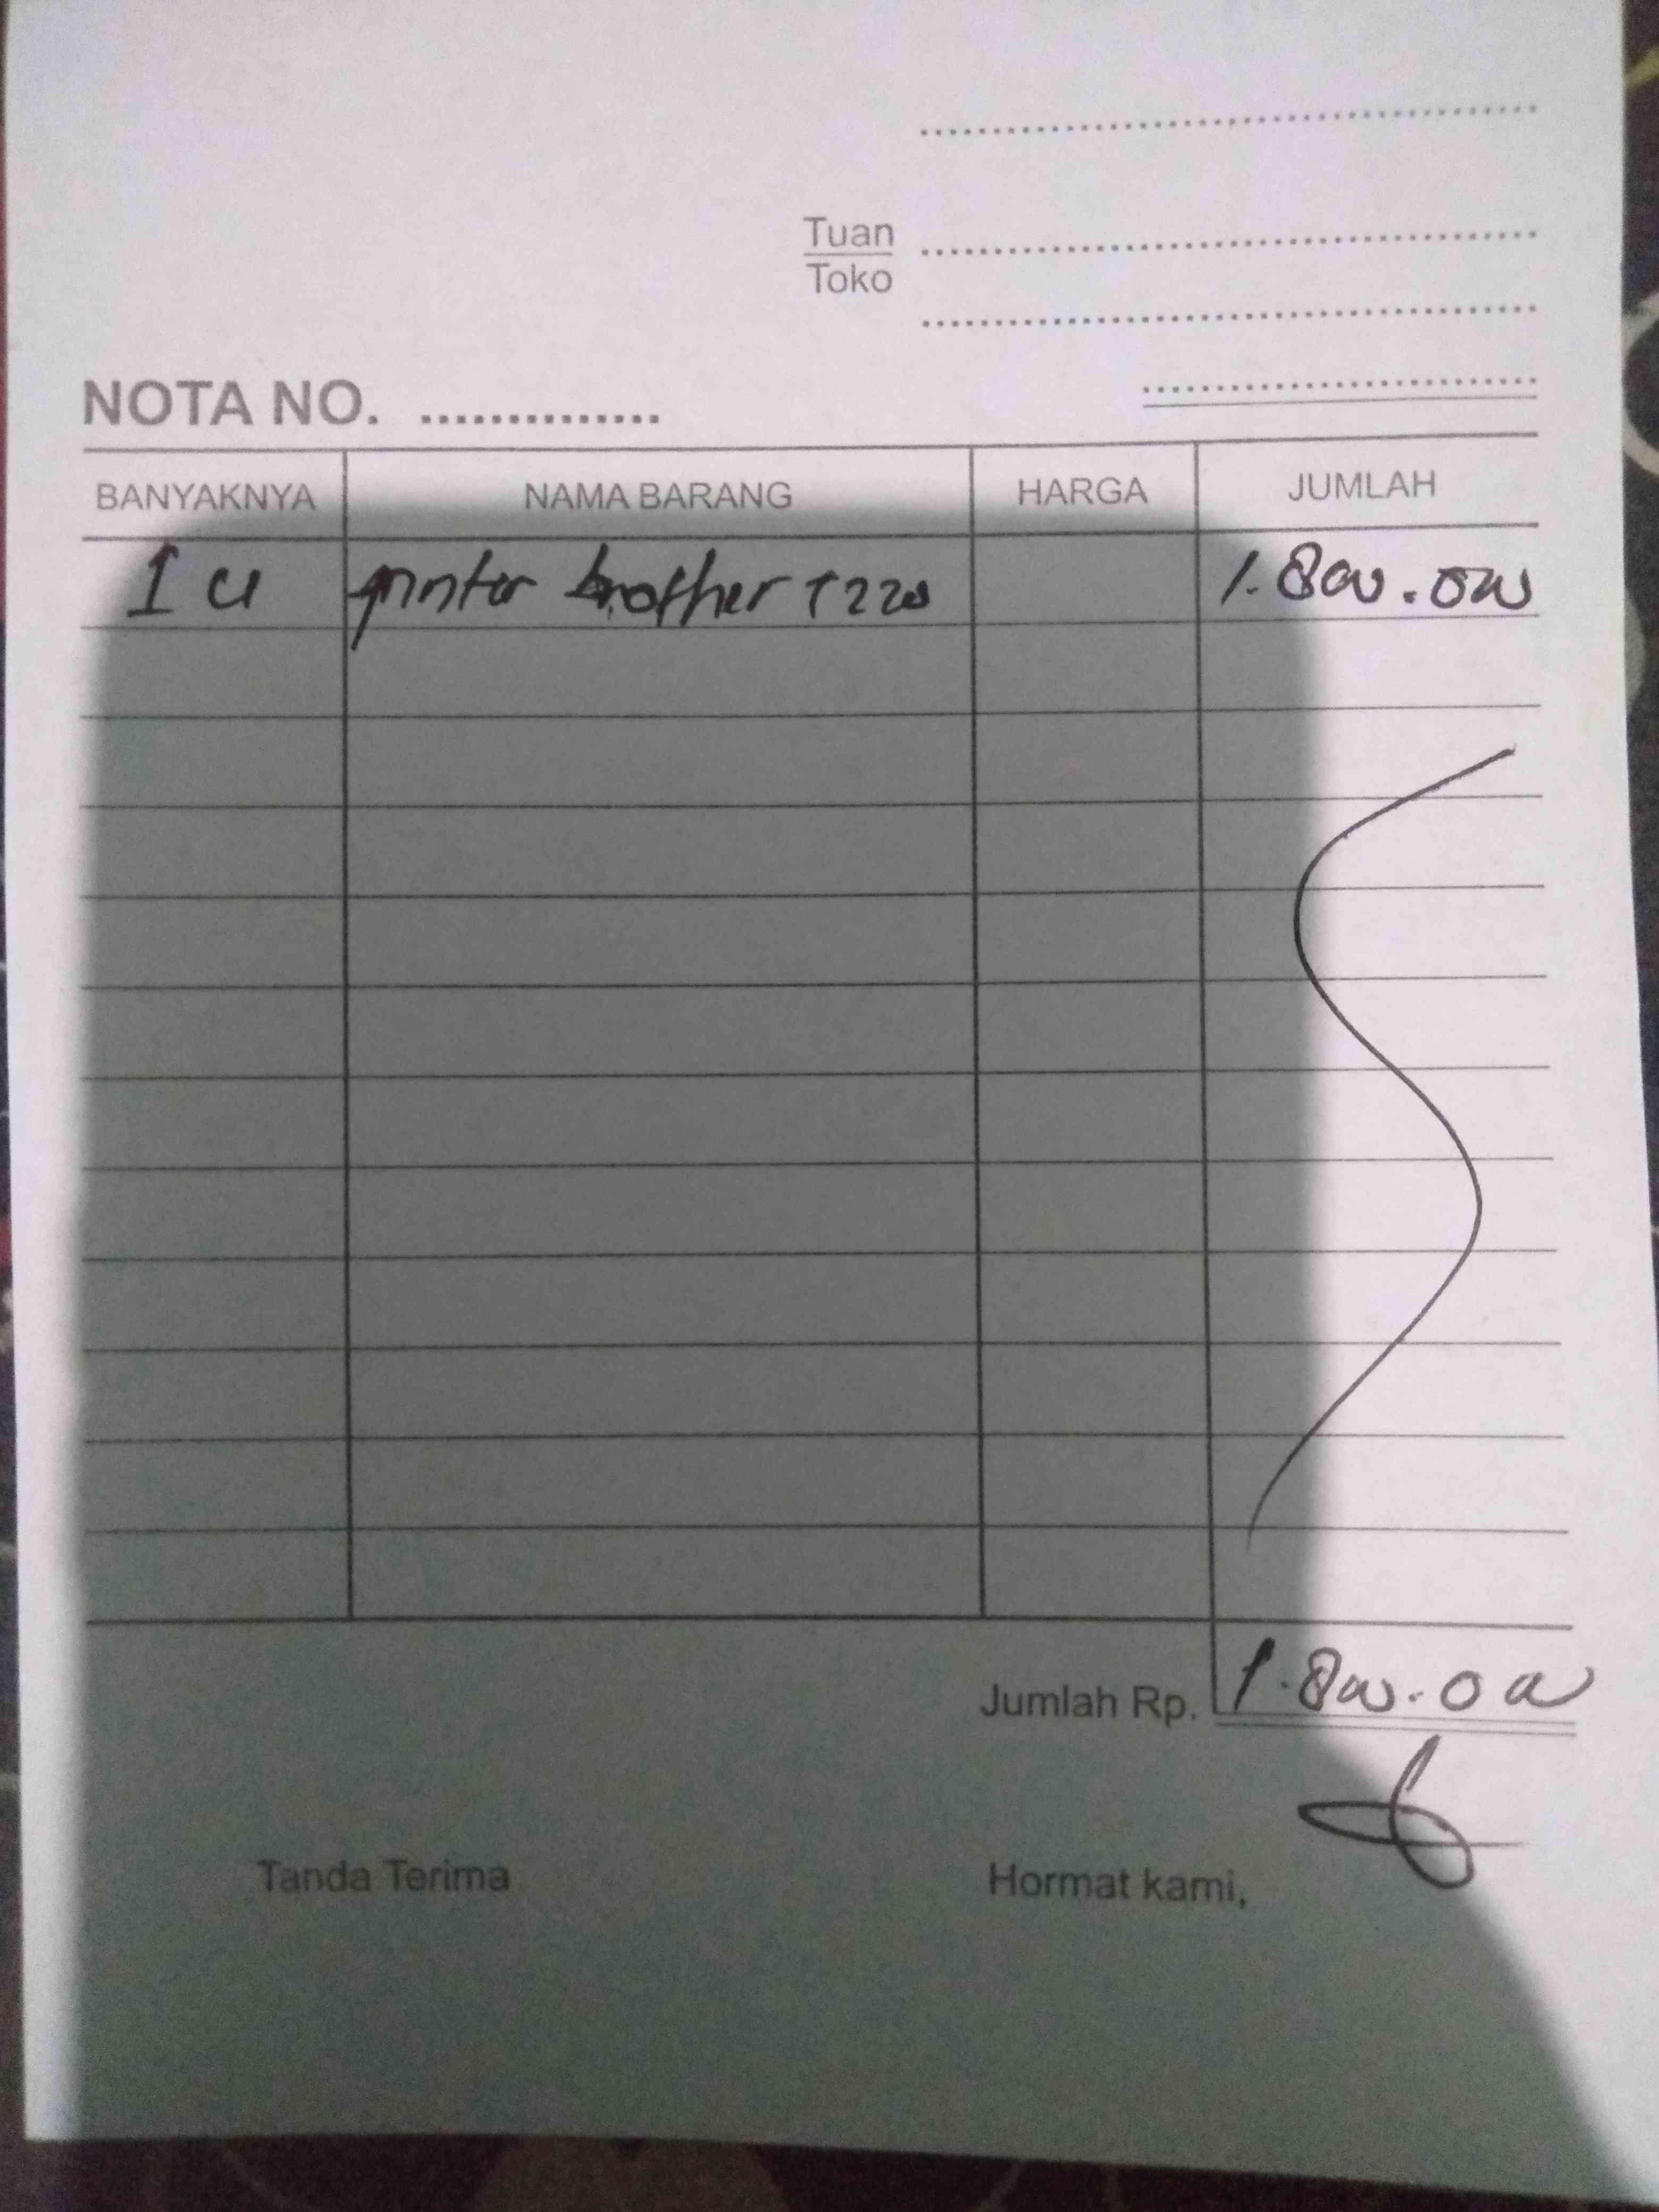 Tuan
Toko
NOTA NO.
BANYAKNYA NAMA BARANG HARGA JUMLAH
1 u printer brother T220 1.800.000
Jumlah Rp. 1.800.000
Tanda Terima Hormat kami,